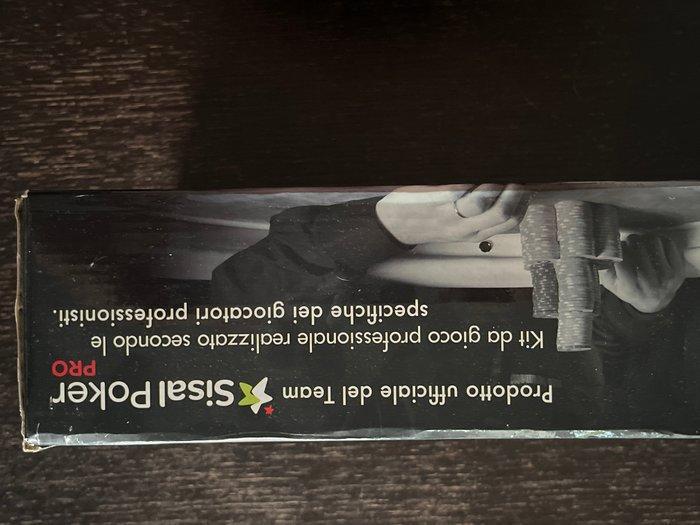 Prodotto ufficiale del Team Sisal Poker
PRO
Kit da gioco professionale realizzato secondo le
specifiche dei giocatori professionisti.